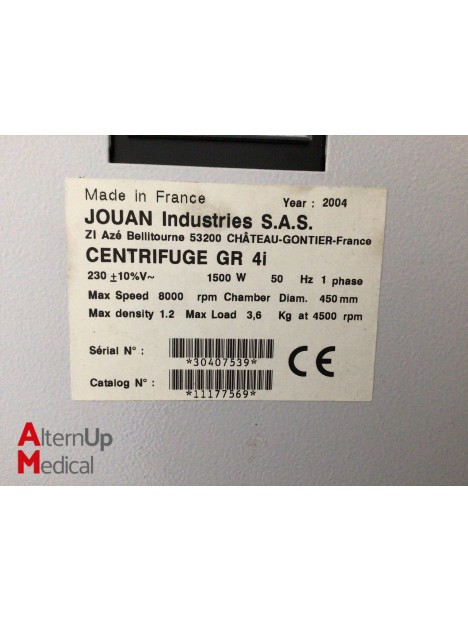 Made in France Year : 2004
JOUAN Industries S.A.S.
ZI Azé Bellitourne 53200 CHÂTEAU-GONTIER-France
CENTRIFUGE GR 4i
230 ±10%V~ 1500 W 50 Hz 1 phase
Max Speed 8000 rpm Chamber Diam. 450 mm
Max density 1.2 Max Load 3,6 Kg at 4500 rpm
Sérial N° :
*30407539*
CE
Catalog N° :
*11177569*
AlternUp
Medical